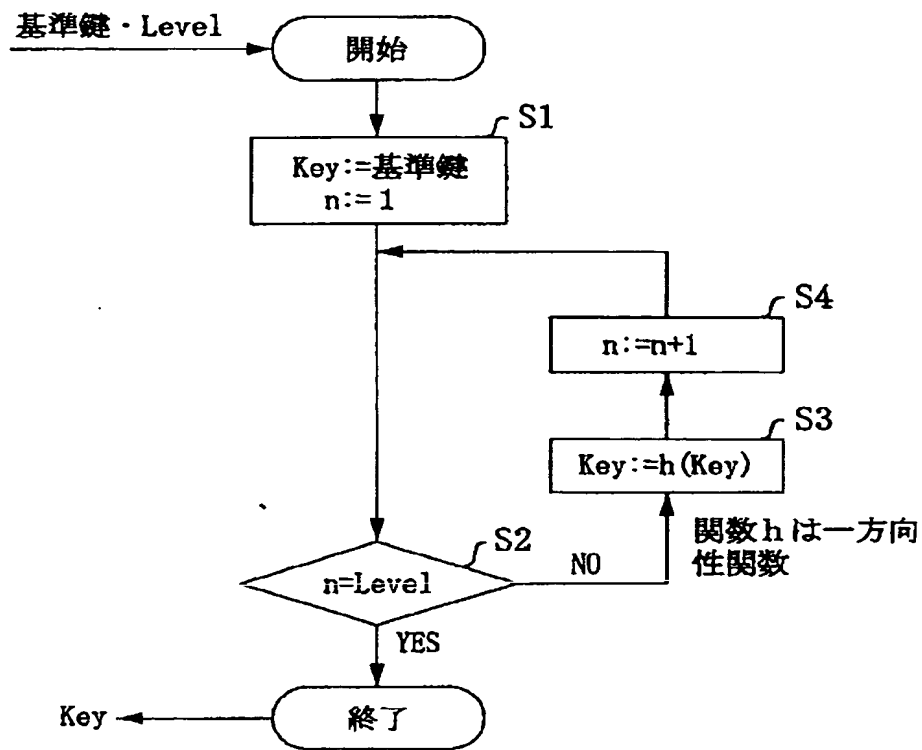 基準鍵・Level
開始
S1
Key:=基準鍵
n:=1
S4
n:=n+1
S3
Key:=h(Key)
関数hは一方向
性関数
S2
n=Level
NO
YES
Key
終了